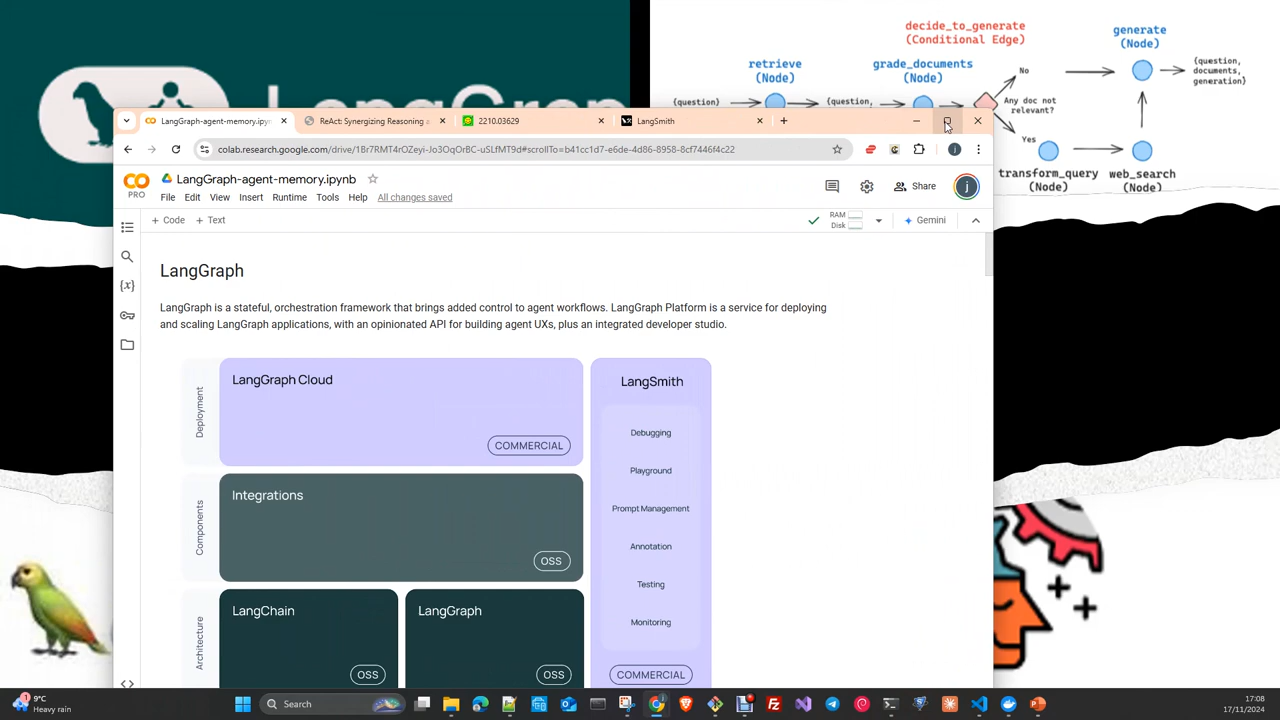 LangGraph
decide_to_generate
(Conditional Edge)
generate
(Node)
retrieve
(Node)
grade_documents
(Node)
No
{question,
documents,
generation}
{question}
{question,
Any doc not
relevant?
Yes
transform_query
(Node)
web_search
(Node)
LangGraph-agent-memory.ipyn
ReAct: Synergizing Reasoning a
2210.03629
LangSmith
colab.research.google.com/drive/1Br7RMT4rOZeyi-Jo3OqOrBC-uSLfMT9d#scrollTo=b41cc1d7-e6de-4d86-8958-8cf7446f4c22
j
PRO
LangGraph-agent-memory.ipynb
File Edit View Insert Runtime Tools Help All changes saved
Share
j
+ Code + Text
RAM
Disk
Gemini
LangGraph
LangGraph is a stateful, orchestration framework that brings added control to agent workflows. LangGraph Platform is a service for deploying
and scaling LangGraph applications, with an opinionated API for building agent UXs, plus an integrated developer studio.
Deployment
LangGraph Cloud
COMMERCIAL
Components
Integrations
OSS
Architecture
LangChain
OSS
LangGraph
OSS
LangSmith
Debugging
Playground
Prompt Management
Annotation
Testing
Monitoring
COMMERCIAL
1
9°C
Heavy rain
Search
17:08
17/11/2024